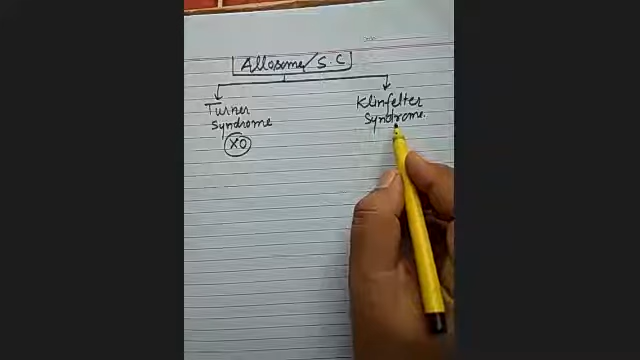 Allosome/S.C
Turner
Syndrome
XO
Klinfelter
Syndrome.